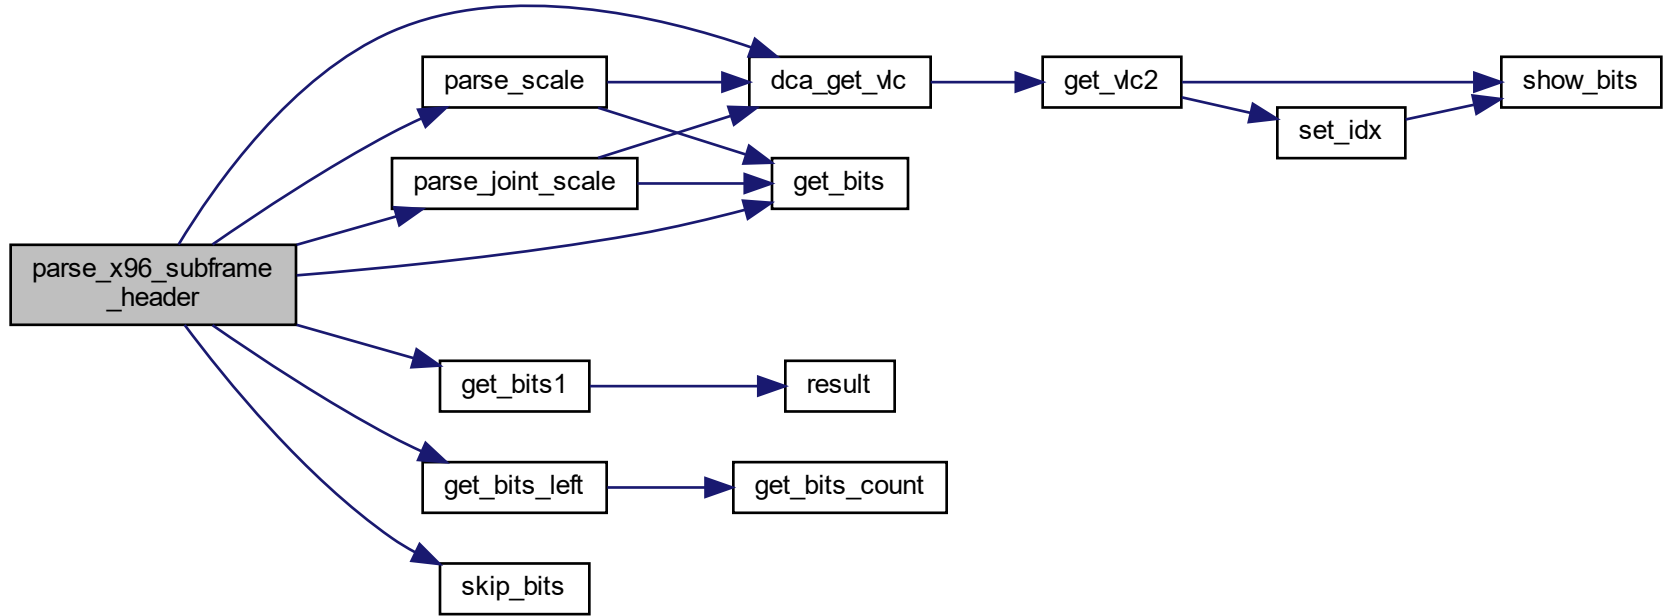 parse_scale
dca_get_vlc
get_vlc2
show_bits
set_idx
parse_joint_scale
get_bits
parse_x96_subframe
_header
get_bits1
result
get_bits_left
get_bits_count
skip_bits